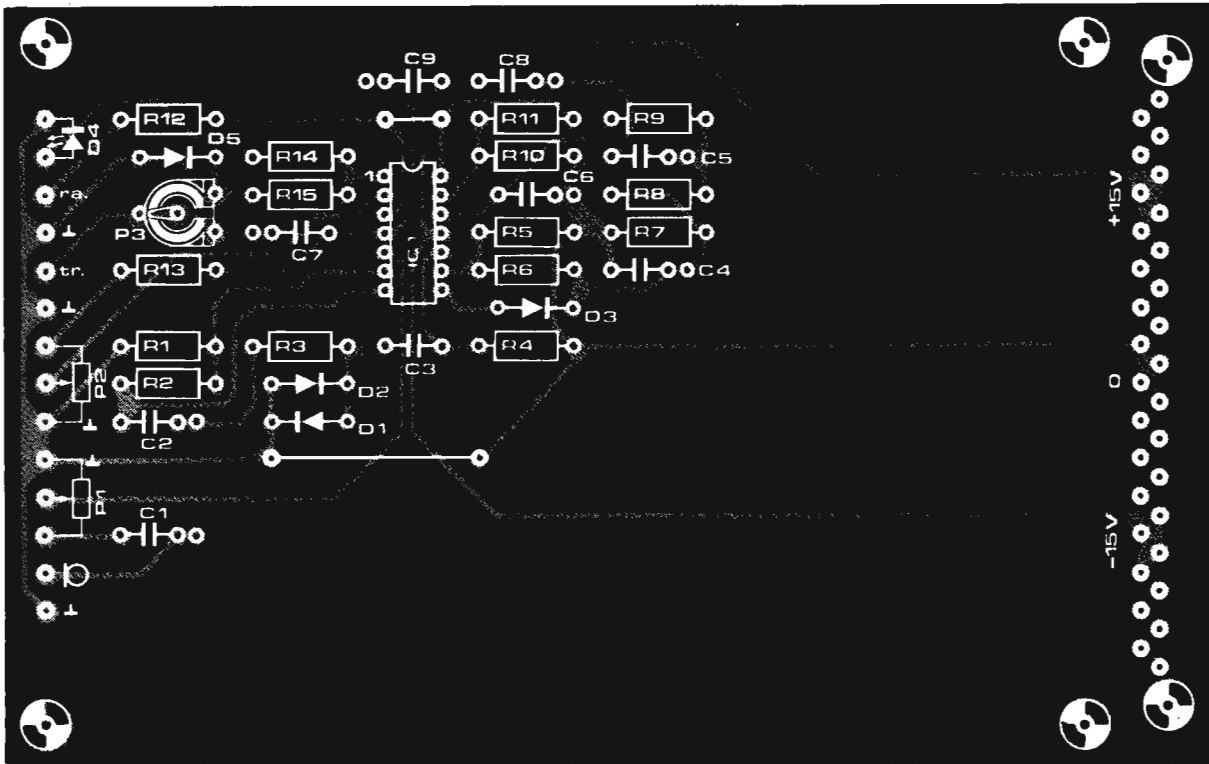 C9 C8
R12 R11 R9
D4 D5
R14 R10 C5
1 C6
ra. R15 R8
+15V
P3 R5 R7
C7 IC1
tr. R13 R6 C4
D3
R1 R3 R4
C3
P2 R2 D2 0
C2 D1
P1
C1
-15V